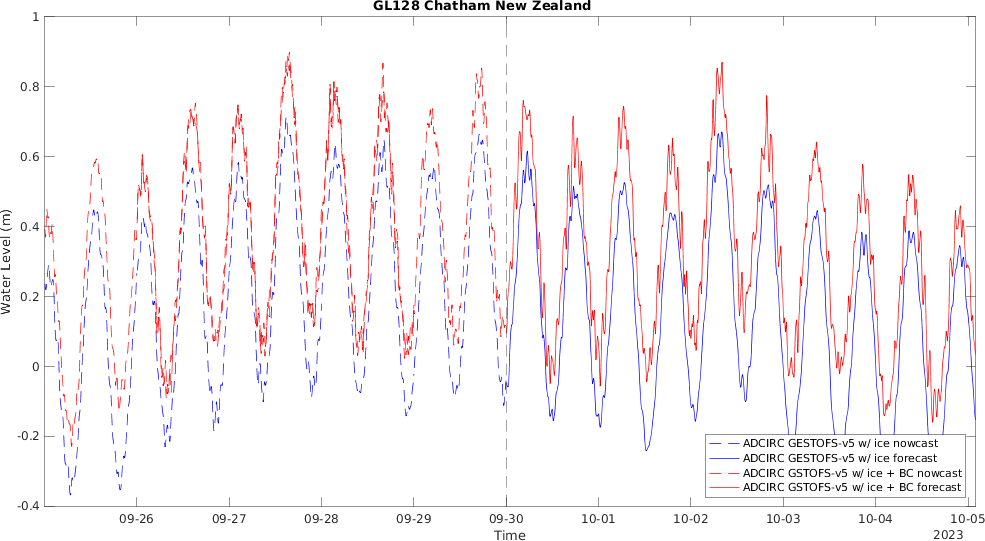 GL128 Chatham New Zealand
1
0.8
0.6
0.4
0.2
0
-0.2
-0.4
Water Level (m)
ADCIRC GESTOFS-v5 w/ ice nowcast
ADCIRC GESTOFS-v5 w/ ice forecast
ADCIRC GSTOFS-v5 w/ ice + BC nowcast
ADCIRC GSTOFS-v5 w/ ice + BC forecast
09-26 09-27 09-28 09-29 09-30 10-01 10-02 10-03 10-04 10-05
Time
2023